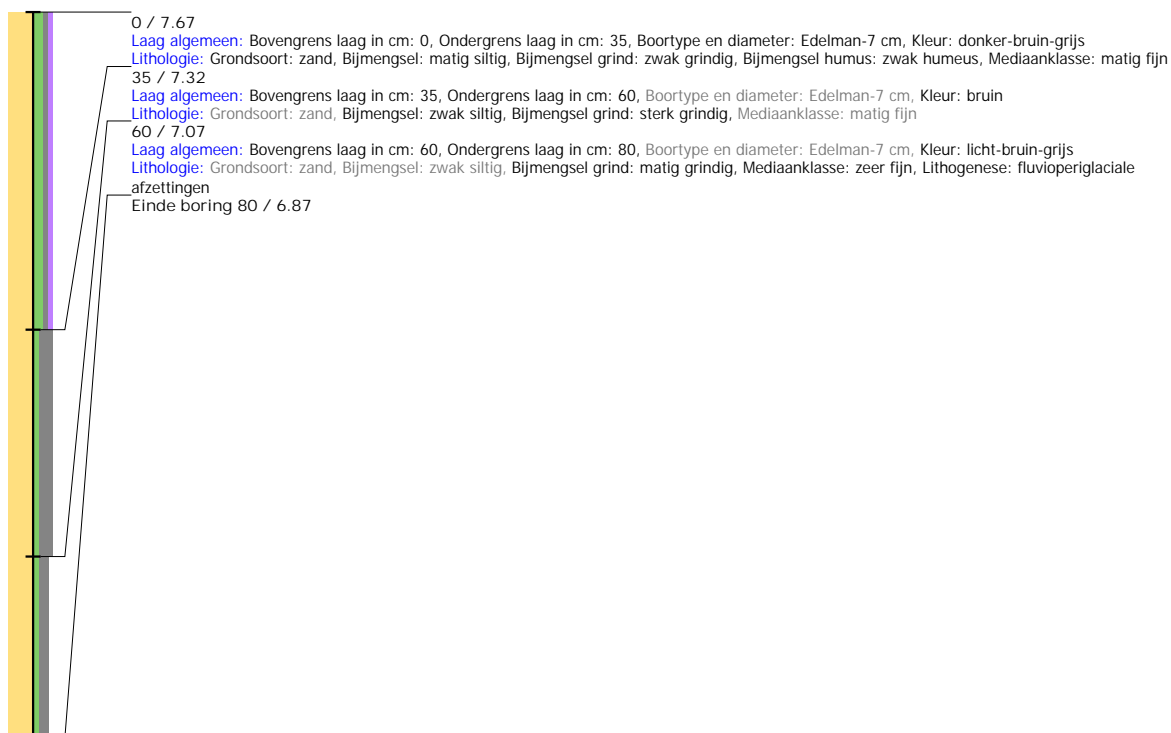 0 / 7.67
Laag algemeen: Bovengrens laag in cm: 0, Ondergrens laag in cm: 35, Boortype en diameter: Edelman-7 cm, Kleur: donker-bruin-grijs
Lithologie: Grondsoort: zand, Bijmengsel: matig siltig, Bijmengsel grind: zwak grindig, Bijmengsel humus: zwak humeus, Mediaanklasse: matig fijn
35 / 7.32
Laag algemeen: Bovengrens laag in cm: 35, Ondergrens laag in cm: 60, Boortype en diameter: Edelman-7 cm, Kleur: bruin
Lithologie: Grondsoort: zand, Bijmengsel: zwak siltig, Bijmengsel grind: sterk grindig, Mediaanklasse: matig fijn
60 / 7.07
Laag algemeen: Bovengrens laag in cm: 60, Ondergrens laag in cm: 80, Boortype en diameter: Edelman-7 cm, Kleur: licht-bruin-grijs
Lithologie: Grondsoort: zand, Bijmengsel: zwak siltig, Bijmengsel grind: matig grindig, Mediaanklasse: zeer fijn, Lithogenese: fluvioperiglaciale
afzettingen
Einde boring 80 / 6.87